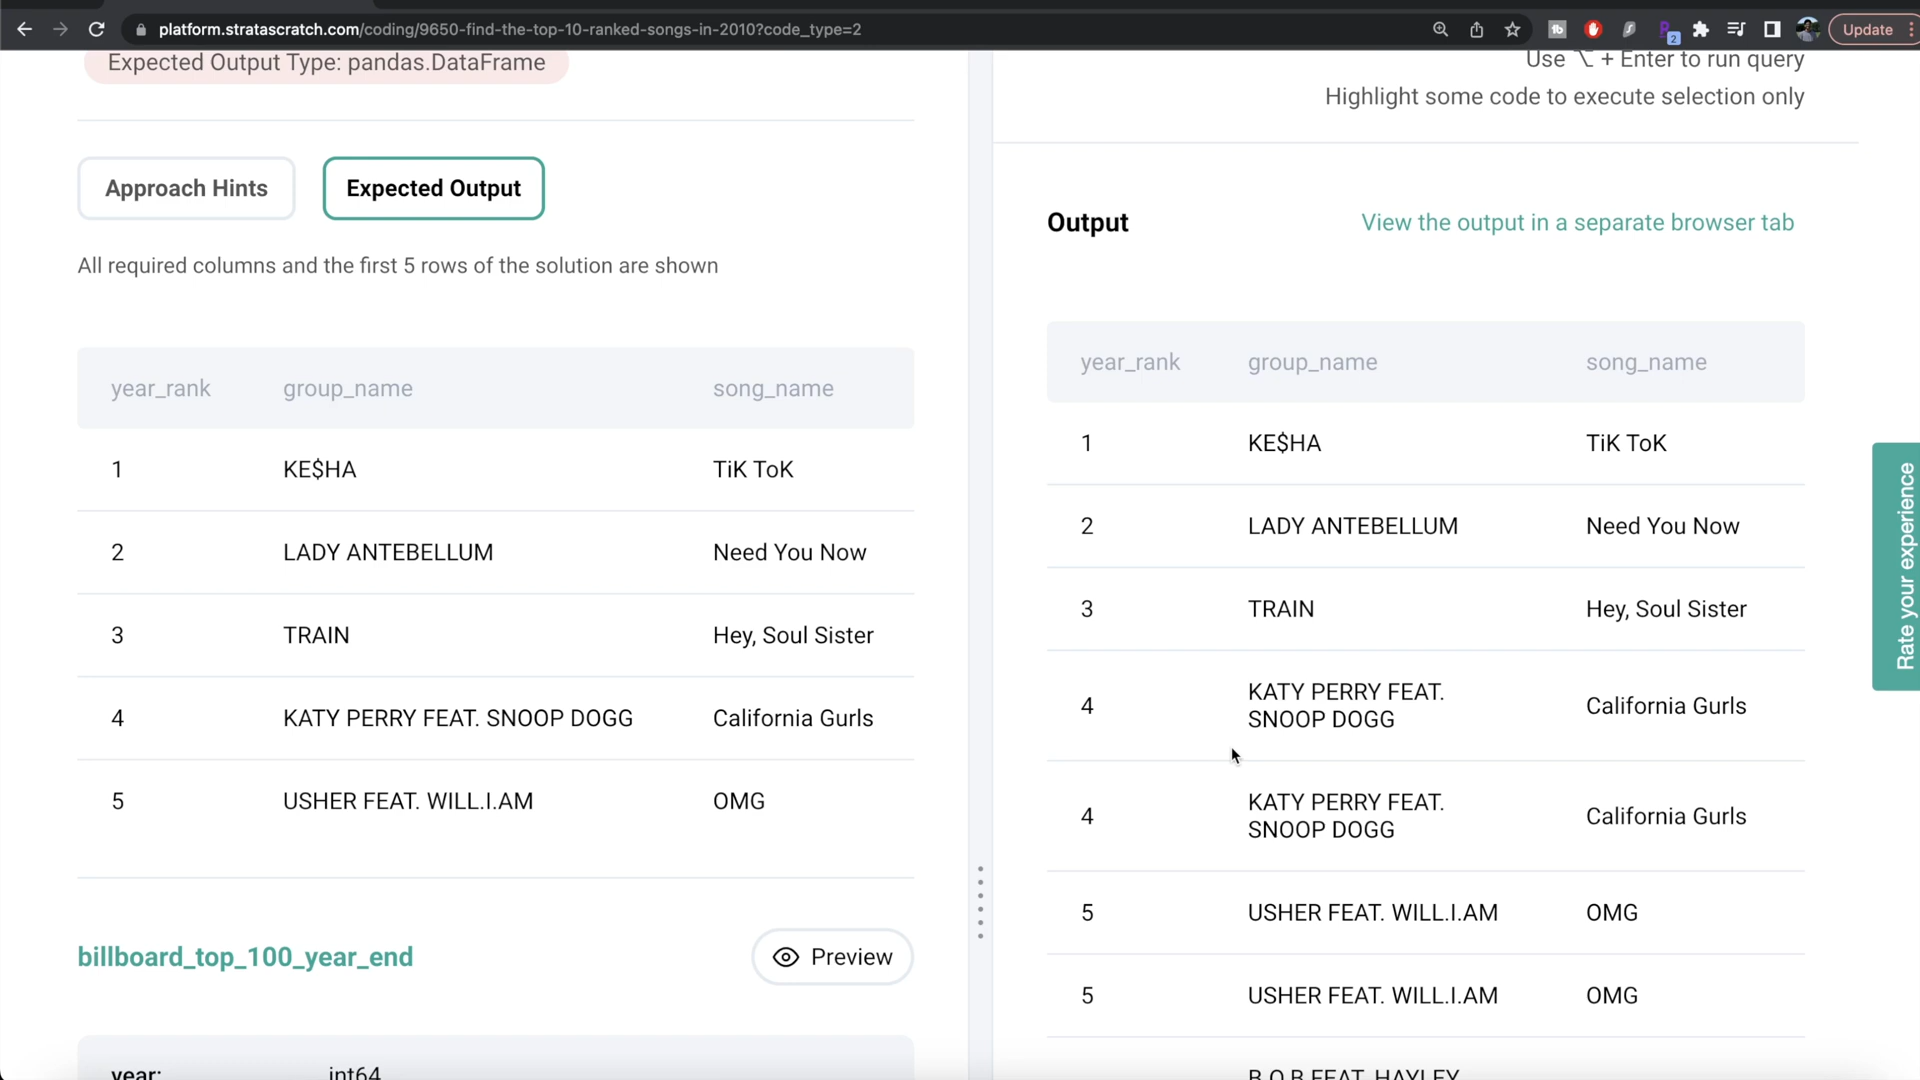 platform.stratascratch.com/coding/9650-find-the-top-10-ranked-songs-in-2010?code_type=2
2
Update
Expected Output Type: pandas.DataFrame
Approach Hints
Expected Output
All required columns and the first 5 rows of the solution are shown
year_rank group_name song_name
1 KE$HA TiK ToK
2 LADY ANTEBELLUM Need You Now
3 TRAIN Hey, Soul Sister
4 KATY PERRY FEAT. SNOOP DOGG California Gurls
5 USHER FEAT. WILL.I.AM OMG
billboard_top_100_year_end
Preview
year: int64
Use ⌥ + Enter to run query
Highlight some code to execute selection only
Output
View the output in a separate browser tab
year_rank group_name song_name
1 KE$HA TiK ToK
2 LADY ANTEBELLUM Need You Now
3 TRAIN Hey, Soul Sister
4 KATY PERRY FEAT. California Gurls
SNOOP DOGG
4 KATY PERRY FEAT. California Gurls
SNOOP DOGG
5 USHER FEAT. WILL.I.AM OMG
5 USHER FEAT. WILL.I.AM OMG
B.O.B FEAT. HAYLEY
Rate your experience